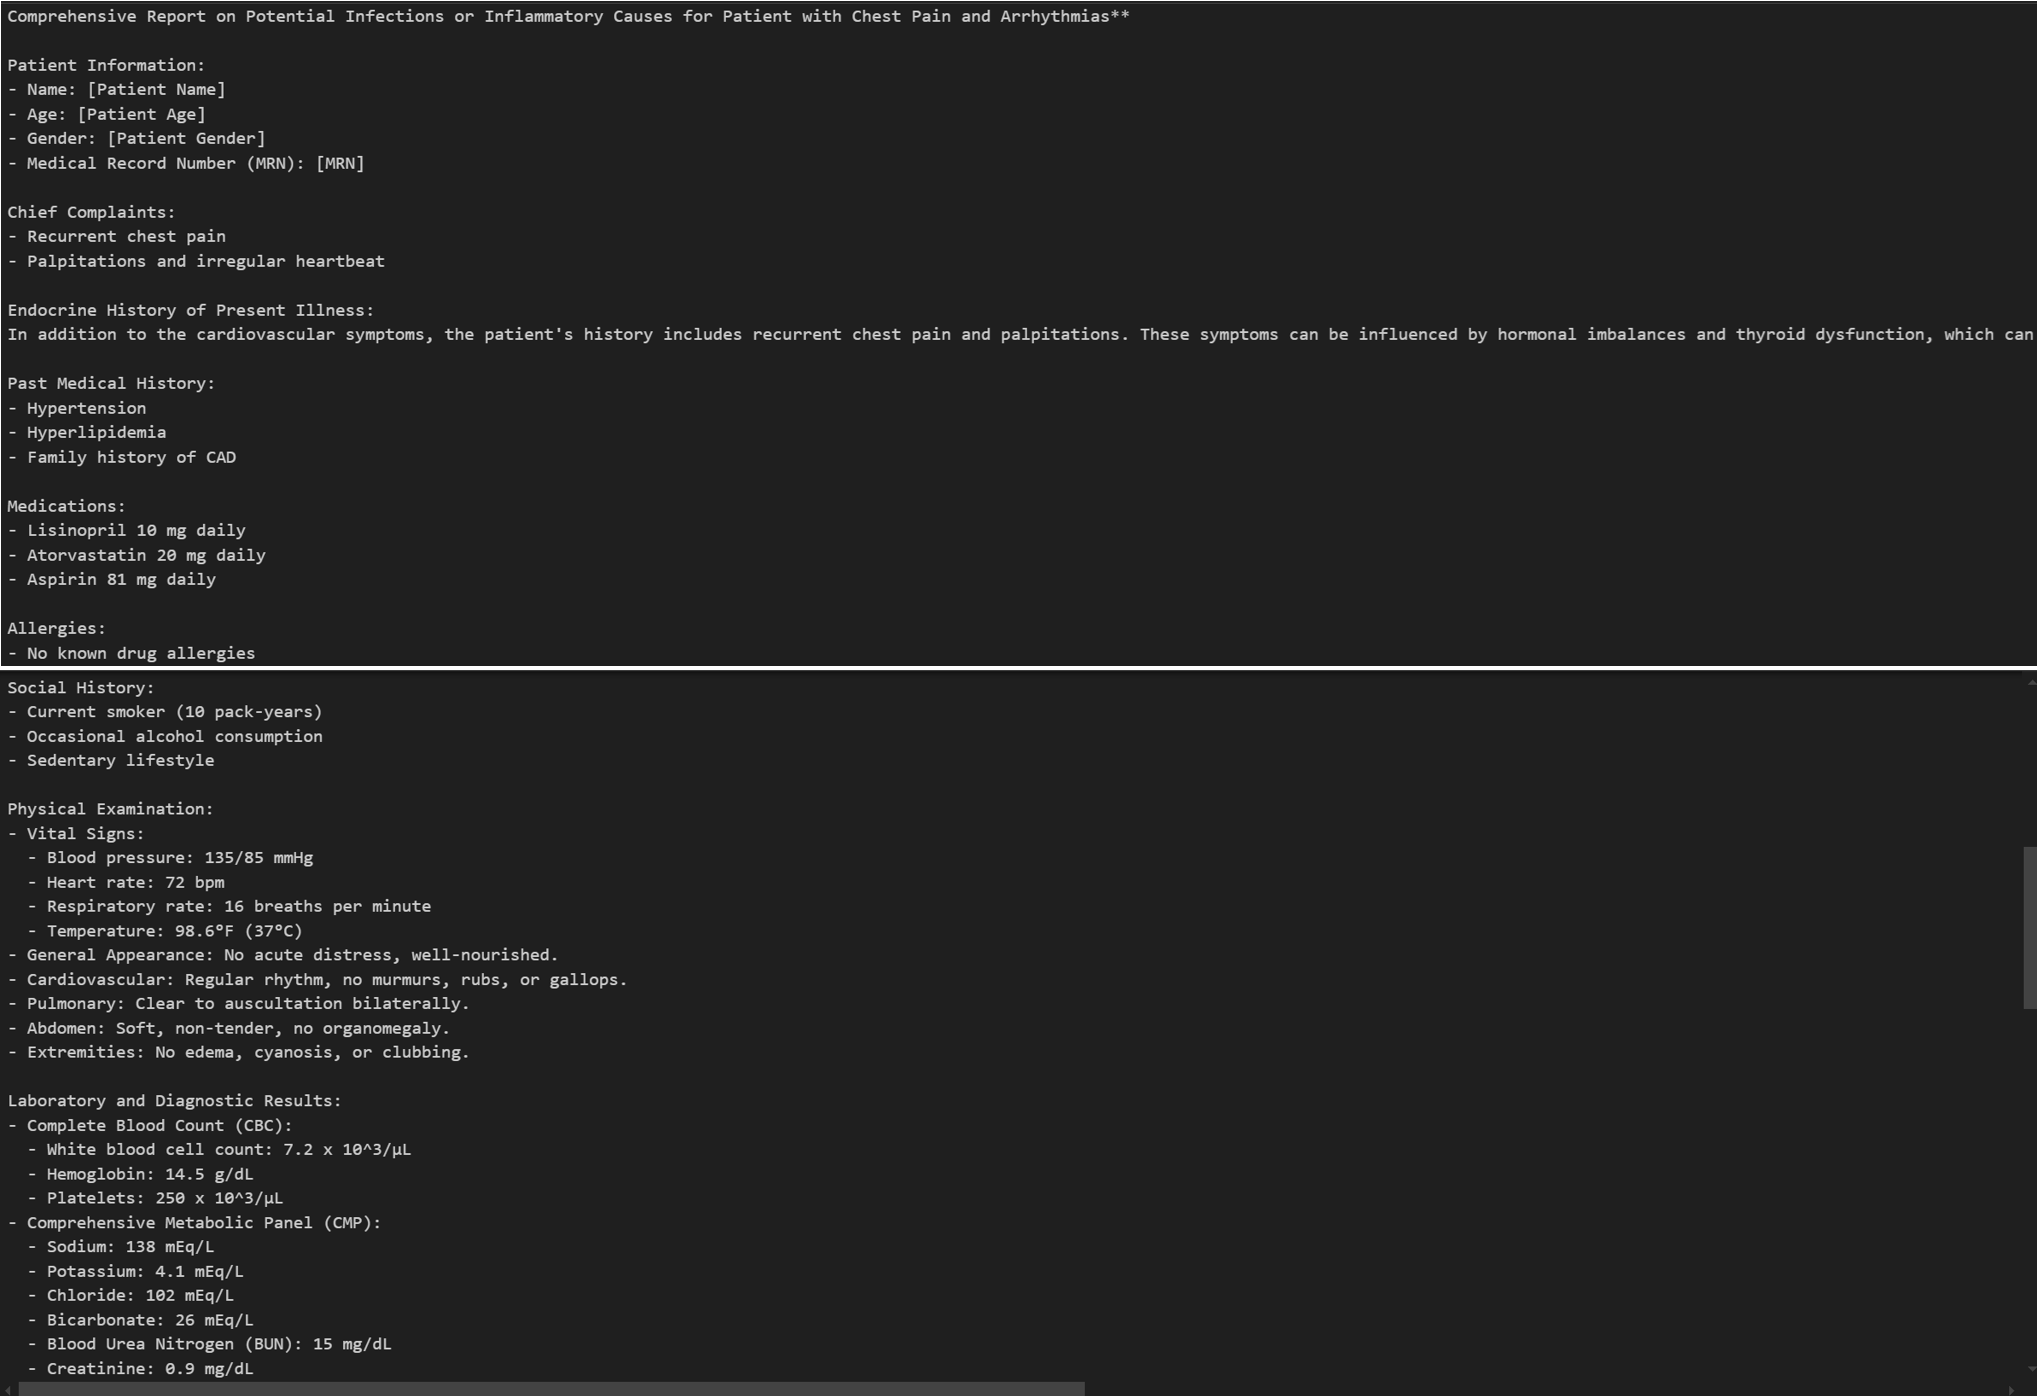 Comprehensive Report on Potential Infections or Inflammatory Causes for Patient with Chest Pain and Arrhythmias**
Patient Information:
- Name: [Patient Name]
- Age: [Patient Age]
- Gender: [Patient Gender]
- Medical Record Number (MRN): [MRN]
Chief Complaints:
- Recurrent chest pain
- Palpitations and irregular heartbeat
Endocrine History of Present Illness:
In addition to the cardiovascular symptoms, the patient's history includes recurrent chest pain and palpitations. These symptoms can be influenced by hormonal imbalances and thyroid dysfunction, which can
Past Medical History:
- Hypertension
- Hyperlipidemia
- Family history of CAD
Medications:
- Lisinopril 10 mg daily
- Atorvastatin 20 mg daily
- Aspirin 81 mg daily
Allergies:
- No known drug allergies
Social History:
- Current smoker (10 pack-years)
- Occasional alcohol consumption
- Sedentary lifestyle
Physical Examination:
- Vital Signs:
  - Blood pressure: 135/85 mmHg
  - Heart rate: 72 bpm
  - Respiratory rate: 16 breaths per minute
  - Temperature: 98.6°F (37°C)
- General Appearance: No acute distress, well-nourished.
- Cardiovascular: Regular rhythm, no murmurs, rubs, or gallops.
- Pulmonary: Clear to auscultation bilaterally.
- Abdomen: Soft, non-tender, no organomegaly.
- Extremities: No edema, cyanosis, or clubbing.
Laboratory and Diagnostic Results:
- Complete Blood Count (CBC):
  - White blood cell count: 7.2 x 10^3/μL
  - Hemoglobin: 14.5 g/dL
  - Platelets: 250 x 10^3/μL
- Comprehensive Metabolic Panel (CMP):
  - Sodium: 138 mEq/L
  - Potassium: 4.1 mEq/L
  - Chloride: 102 mEq/L
  - Bicarbonate: 26 mEq/L
  - Blood Urea Nitrogen (BUN): 15 mg/dL
  - Creatinine: 0.9 mg/dL